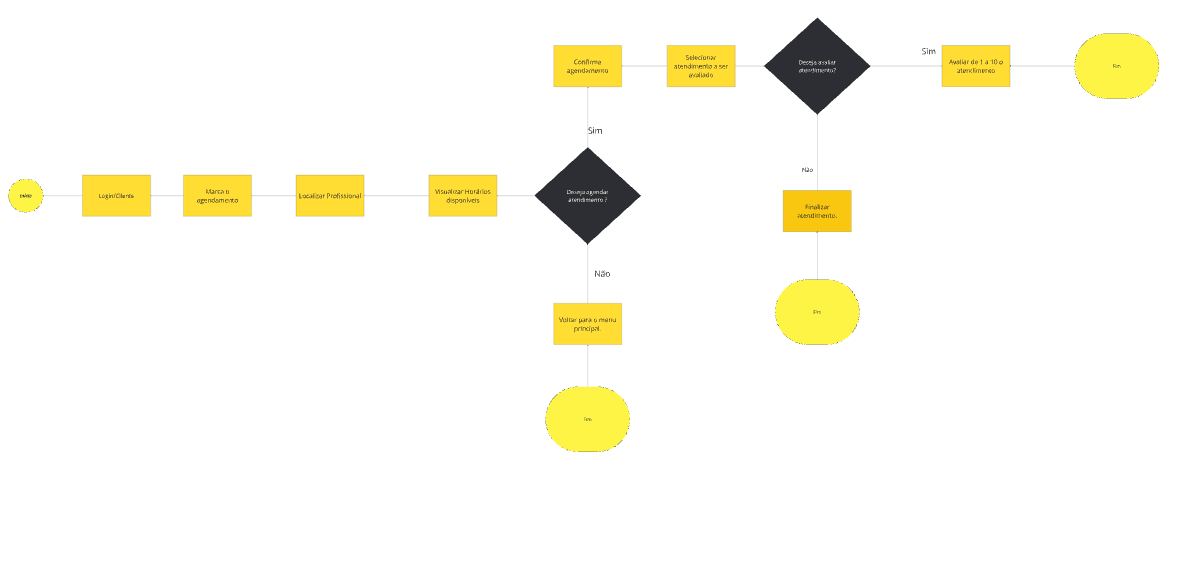 Confirma
agendamento
Selecionar
atendimento a ser
avaliado
Deseja avaliar
atendimento?
Sim
Avaliar de 1 a 10 o
atendimento
Fim
Sim
Início
Login/Cliente
Marca o
agendamento
Localizar Profissional
Visualizar Horários
disponíveis
Deseja agendar
atendimento ?
Não
Finalizar
atendimento.
Não
Voltar para o menu
principal.
Fim
Fim